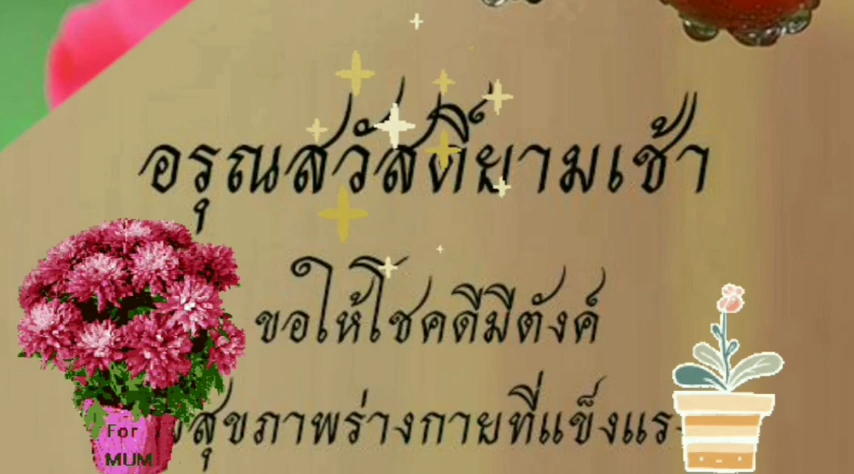 อรุณสวัสดิ์ยามเช้า
ขอให้โชคดีมีตังค์
สุขภาพร่างกายที่แข็งแรง
For
MUM